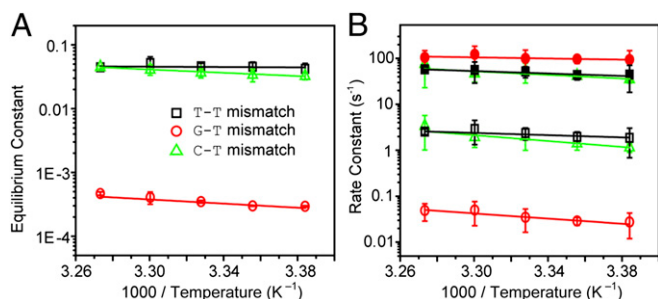 A
Equilibrium Constant
0.1
0.01
1E-3
1E-4
T-T mismatch
G-T mismatch
C-T mismatch
3.26
3.30
3.34
3.38
1000 / Temperature (K⁻¹)
B
Rate Constant (s⁻¹)
100
10
1
0.1
0.01
3.26
3.30
3.34
3.38
1000 / Temperature (K⁻¹)